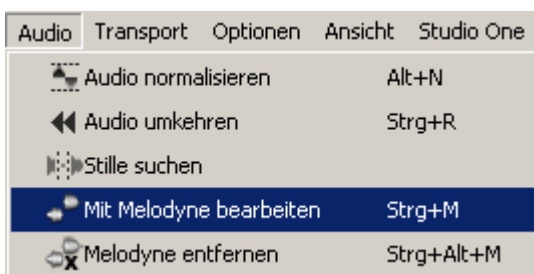 Audio Transport Optionen Ansicht Studio One
Audio normalisieren Alt+N
Audio umkehren Strg+R
Stille suchen
Mit Melodyne bearbeiten Strg+M
Melodyne entfernen Strg+Alt+M